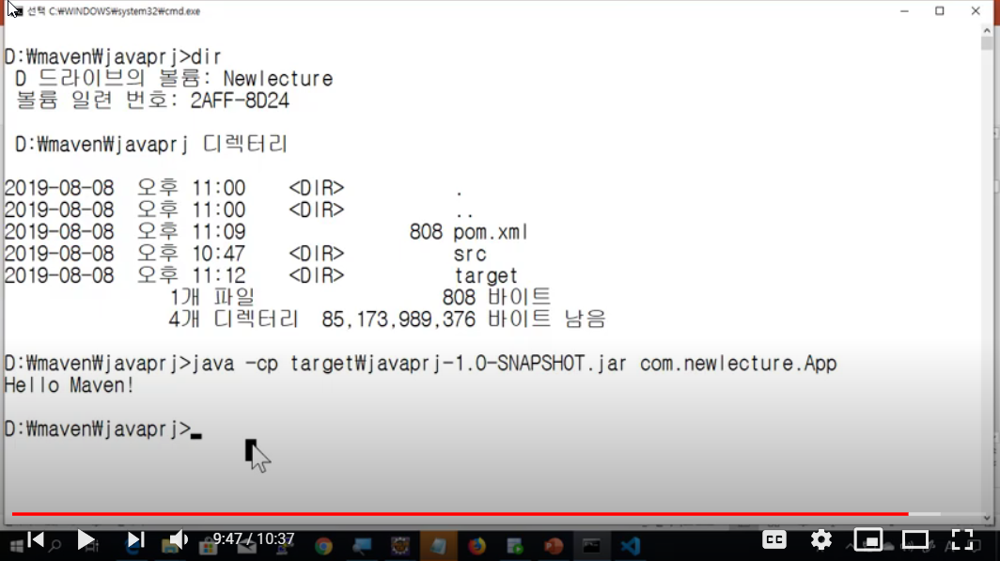 선택 C:₩WINDOWS₩system32₩cmd.exe
D:₩maven₩javaprj>dir
D 드라이브의 볼륨: Newlecture
볼륨 일련 번호: 2AFF-8D24
D:₩maven₩javaprj 디렉터리
2019-08-08 오후 11:00 <DIR> .
2019-08-08 오후 11:00 <DIR> ..
2019-08-08 오후 11:09 808 pom.xml
2019-08-08 오후 10:47 <DIR> src
2019-08-08 오후 11:12 <DIR> target
1개 파일 808 바이트
4개 디렉터리 85,173,989,376 바이트 남음
D:₩maven₩javaprj>java -cp target₩javaprj-1.0-SNAPSHOT.jar com.newlecture.App
Hello Maven!
D:₩maven₩javaprj>
9:47 / 10:37
CC